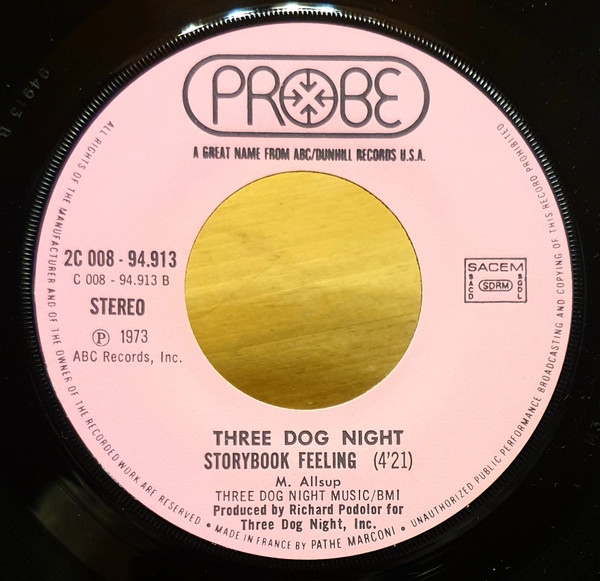 PROBE
A GREAT NAME FROM ABC/DUNHILL RECORDS U.S.A.
ALL RIGHTS OF THE MANUFACTURER AND OF THE OWNER OF THE RECORDED WORK ARE RESERVED • MADE IN FRANCE BY PATHE MARCONI • UNAUTHORIZED PUBLIC PERFORMANCE BROADCASTING AND COPYING OF THIS RECORD PROHIBITED
2C 008 - 94.913
C 008 - 94.913 B
STEREO
Ⓟ 1973
ABC Records, Inc.
SACEM
SACD
SDRM
SGDL
THREE DOG NIGHT
STORYBOOK FEELING (4'21)
M. Allsup
THREE DOG NIGHT MUSIC/BMI
Produced by Richard Podolor for
Three Dog Night, Inc.